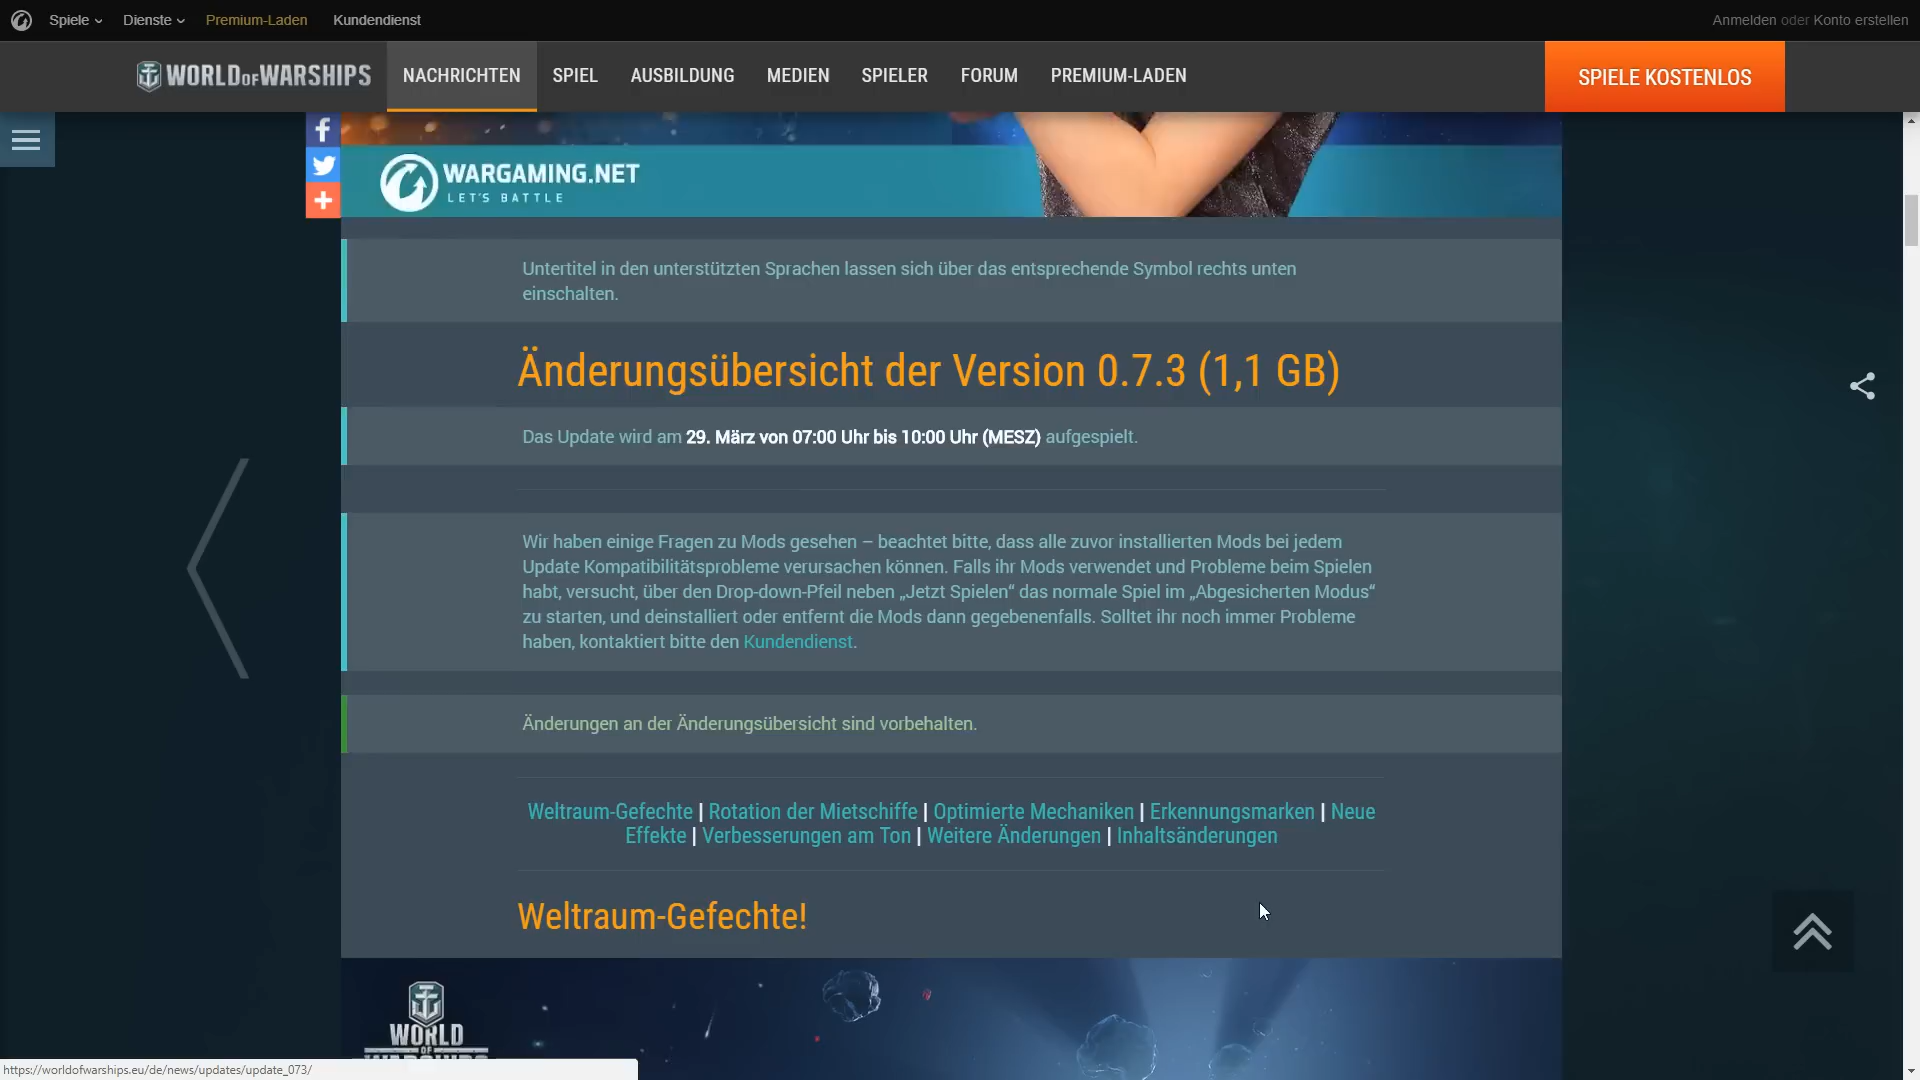 Spiele Dienste Premium-Laden Kundendienst Anmelden oder Konto erstellen
WORLD OF WARSHIPS NACHRICHTEN SPIEL AUSBILDUNG MEDIEN SPIELER FORUM PREMIUM-LADEN SPIELE KOSTENLOS
WARGAMING.NET
LET'S BATTLE
Untertitel in den unterstützten Sprachen lassen sich über das entsprechende Symbol rechts unten
einschalten.
Änderungsübersicht der Version 0.7.3 (1,1 GB)
Das Update wird am 29. März von 07:00 Uhr bis 10:00 Uhr (MESZ) aufgespielt.
Wir haben einige Fragen zu Mods gesehen – beachtet bitte, dass alle zuvor installierten Mods bei jedem
Update Kompatibilitätsprobleme verursachen können. Falls ihr Mods verwendet und Probleme beim Spielen
habt, versucht, über den Drop-down-Pfeil neben „Jetzt Spielen“ das normale Spiel im „Abgesicherten Modus“
zu starten, und deinstalliert oder entfernt die Mods dann gegebenenfalls. Solltet ihr noch immer Probleme
haben, kontaktiert bitte den Kundendienst.
Änderungen an der Änderungsübersicht sind vorbehalten.
Weltraum-Gefechte | Rotation der Mietschiffe | Optimierte Mechaniken | Erkennungsmarken | Neue
Effekte | Verbesserungen am Ton | Weitere Änderungen | Inhaltsänderungen
Weltraum-Gefechte!
WORLD
OF
WARSHIPS
https://worldofwarships.eu/de/news/updates/update_073/